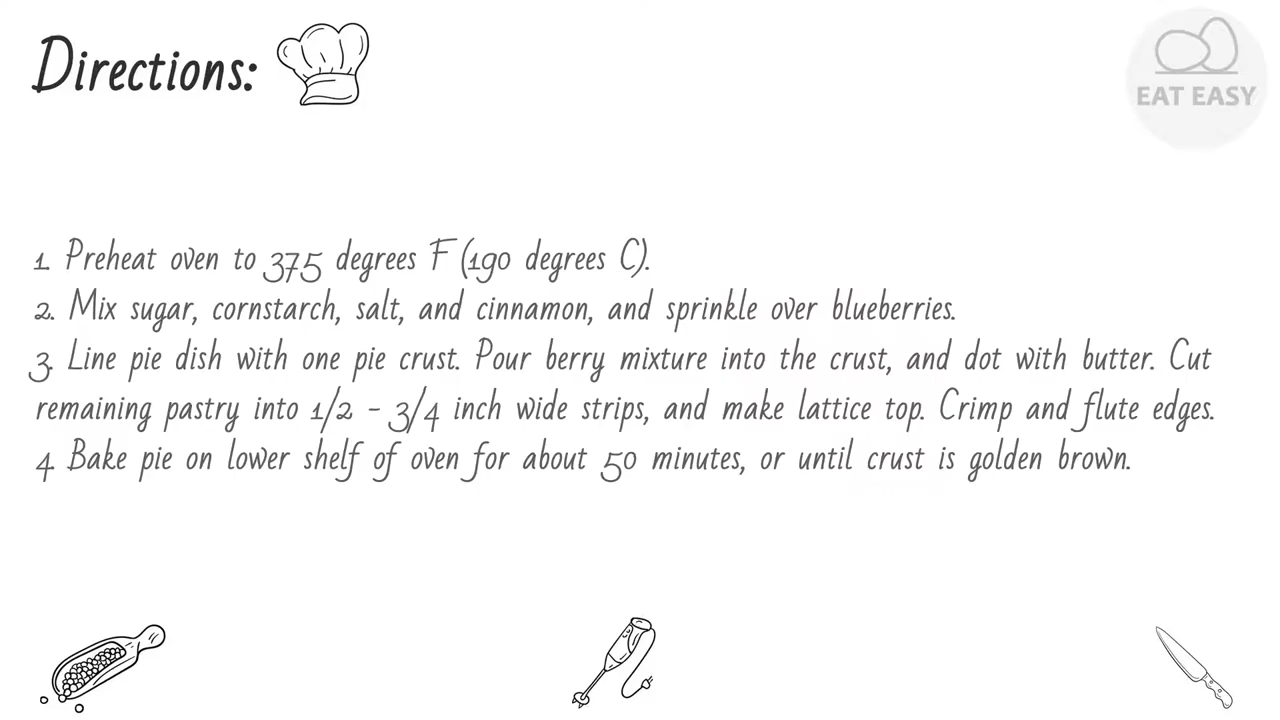 Directions:
EAT EASY
1. Preheat oven to 375 degrees F (190 degrees C).
2. Mix sugar, cornstarch, salt, and cinnamon, and sprinkle over blueberries.
3. Line pie dish with one pie crust. Pour berry mixture into the crust, and dot with butter. Cut
remaining pastry into 1/2 - 3/4 inch wide strips, and make lattice top. Crimp and flute edges.
4. Bake pie on lower shelf of oven for about 50 minutes, or until crust is golden brown.